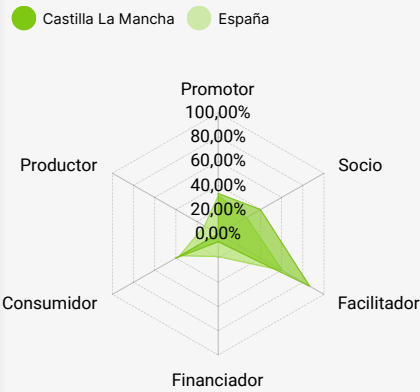 Castilla La Mancha España
Promotor
100,00%
80,00%
Productor Socio
60,00%
40,00%
20,00%
0,00%
Consumidor Facilitador
Financiador